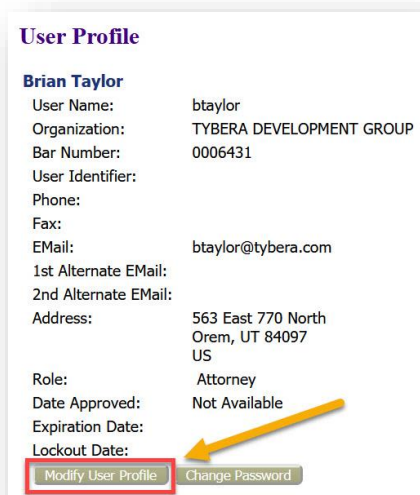 User Profile
Brian Taylor
User Name: btaylor
Organization: TYBERA DEVELOPMENT GROUP
Bar Number: 0006431
User Identifier:
Phone:
Fax:
EMail: btaylor@tybera.com
1st Alternate EMail:
2nd Alternate EMail:
Address: 563 East 770 North
Orem, UT 84097
US
Role: Attorney
Date Approved: Not Available
Expiration Date:
Lockout Date:
Modify User Profile Change Password